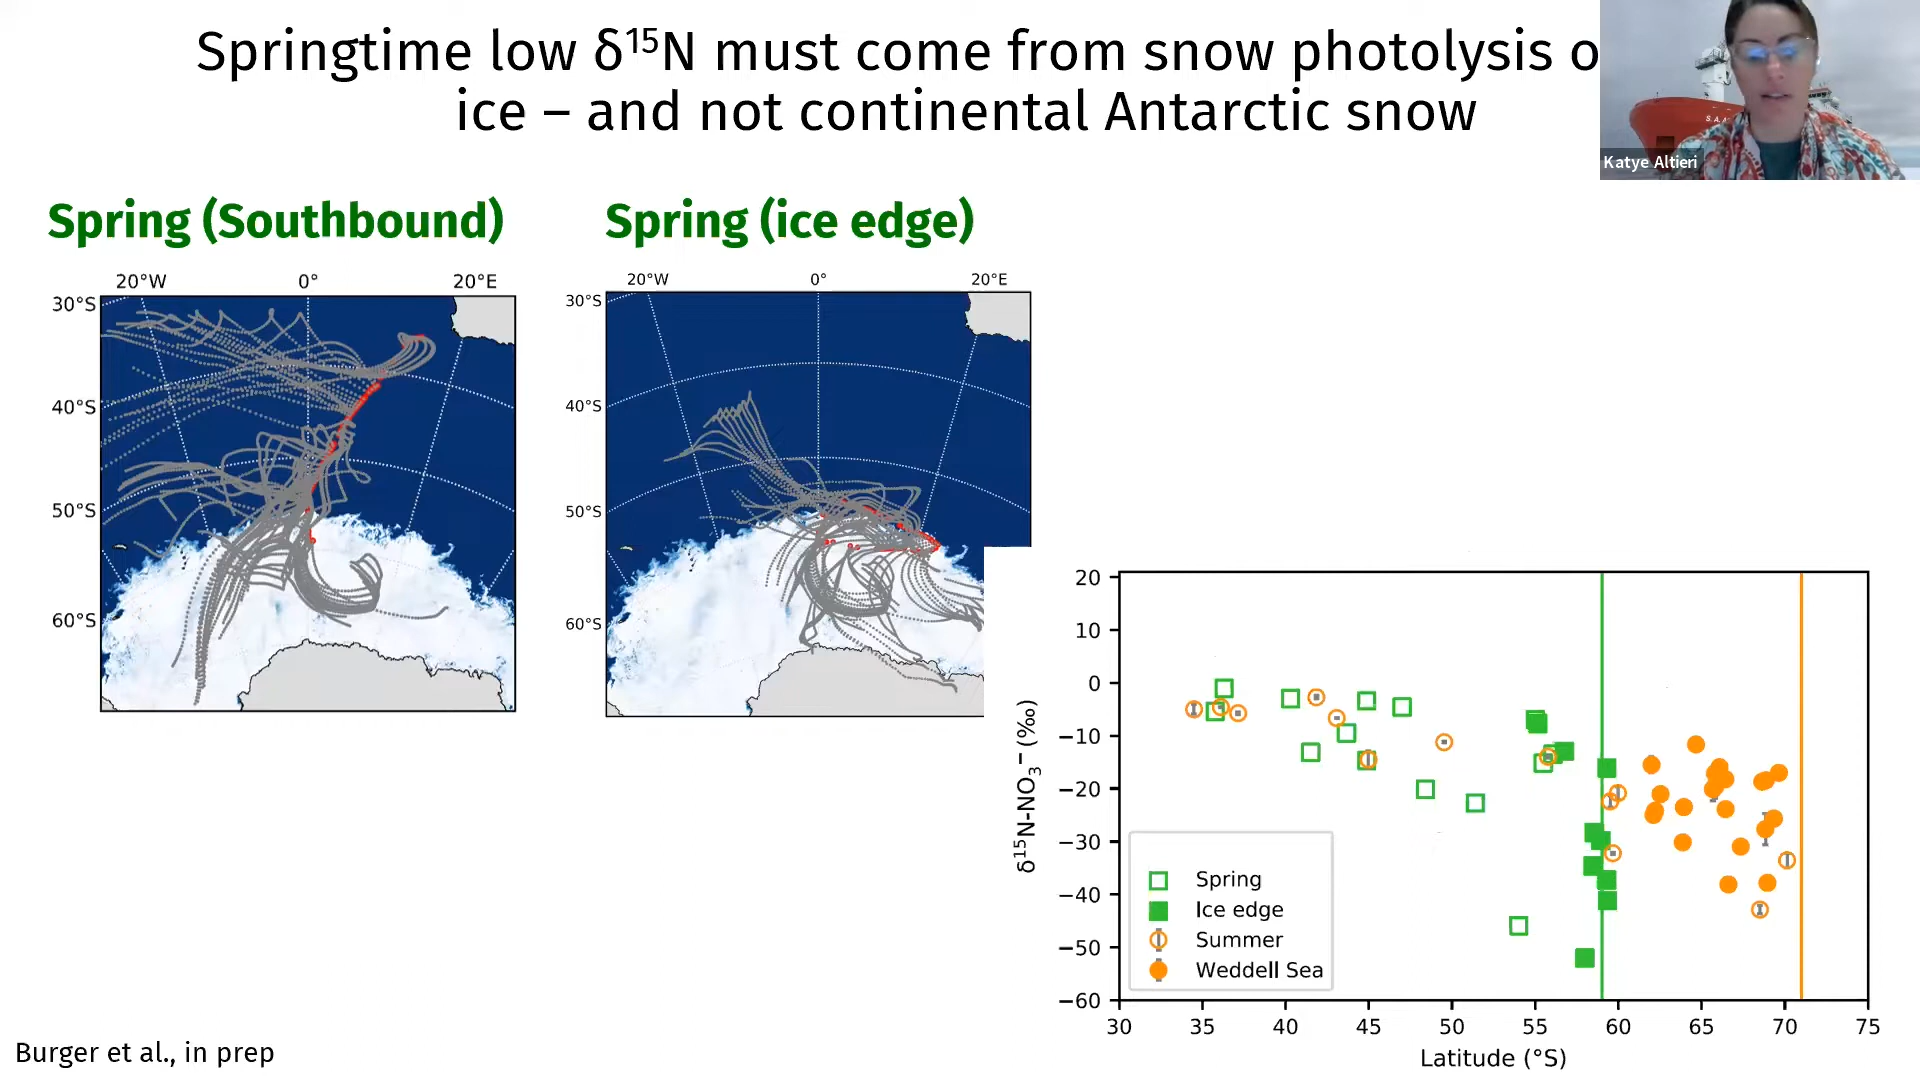 Springtime low δ¹⁵N must come from snow photolysis o
ice – and not continental Antarctic snow
S.A.
Katye Altieri
Spring (Southbound)
Spring (ice edge)
20°W 0° 20°E
30°S
40°S
50°S
60°S
20°W 0° 20°E
30°S
40°S
50°S
60°S
20
10
0
−10
−20
−30
−40
−50
−60
δ¹⁵N-NO₃⁻ (‰)
Spring
Ice edge
Summer
Weddell Sea
30 35 40 45 50 55 60 65 70 75
Latitude (°S)
Burger et al., in prep